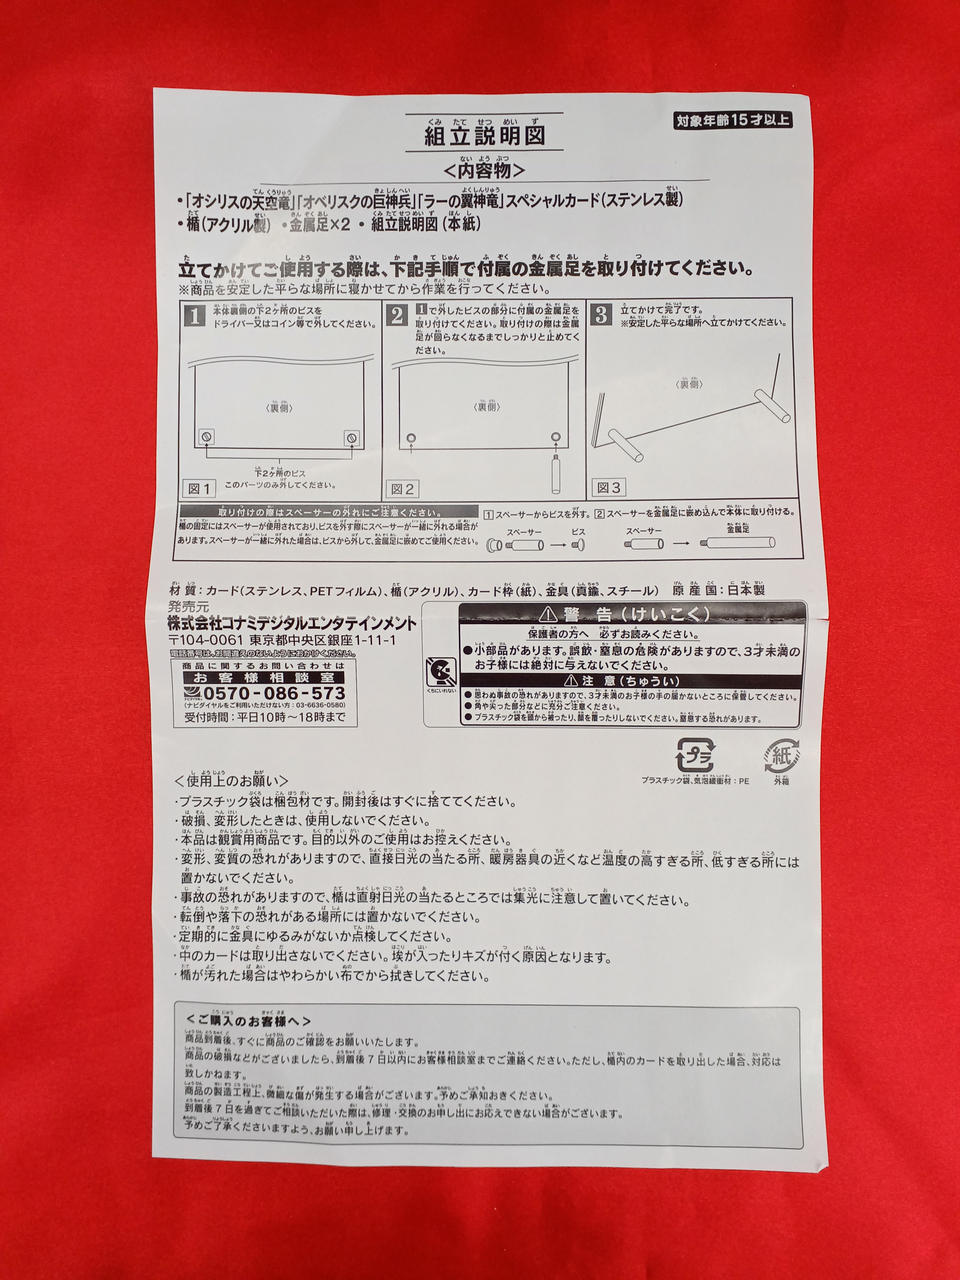 組立説明図
対象年齢15才以上
<内容物>
・「オシリスの天空竜」「オベリスクの巨神兵」「ラーの翼神竜」スペシャルカード(ステンレス製)
・楯(アクリル製) ・金属足×2 ・組立説明図(本紙)
立てかけてご使用する際は、下記手順で付属の金属足を取り付けてください。
※商品を安定した平らな場所に寝かせてから作業を行ってください。
1 本体裏側の下2ヶ所のビスを
ドライバー又はコイン等で外してください。
〈裏側〉
下2ヶ所のビス
このパーツのみ外してください。
図1
2 1で外したビスの部分に付属の金属足を
取り付けてください。取り付けの際は金属
足が回らなくなるまでしっかりと止めてく
ださい。
〈裏側〉
図2
3 立てかけて完了です。
※安定した平らな場所へ立てかけてください。
〈裏側〉
図3
取り付けの際はスペーサーの外れにご注意ください。
楯の固定にはスペーサーが使用されており、ビスを外す際にスペーサーが一緒に外れる場合が
あります。スペーサーが一緒に外れた場合は、ビスから外して、金属足に嵌めてご使用ください。
1 スペーサーからビスを外す。
スペーサー ビス
2 スペーサーを金属足に嵌め込んで本体に取り付ける。
スペーサー 金属足
材質:カード(ステンレス、PETフィルム)、楯(アクリル)、カード枠(紙)、金具(真鍮、スチール) 原産国:日本製
発売元
株式会社コナミデジタルエンタテインメント
〒104-0061 東京都中央区銀座1-11-1
電話番号は、お間違えのないようにおかけください。
商品に関するお問い合わせは
お客様相談室
ナビダイヤル 0570-086-573
(ナビダイヤルをご利用いただけない方:03-6636-0580)
受付時間:平日10時~18時まで
くちにいれない
警告(けいこく)
保護者の方へ 必ずお読みください。
●小部品があります。誤飲・窒息の危険がありますので、3才未満の
お子様には絶対に与えないでください。
注意(ちゅうい)
●思わぬ事故の恐れがありますので、3才未満のお子様の手の届かないところに保管してください。
●角や尖った部分などに充分ご注意ください。
●プラスチック袋を頭から被ったり、顔を覆ったりしないでください。窒息する恐れがあります。
プラ
プラスチック袋、気泡緩衝材:PE
紙
外箱
<使用上のお願い>
・プラスチック袋は梱包材です。開封後はすぐに捨ててください。
・破損、変形したときは、使用しないでください。
・本品は観賞用商品です。目的以外のご使用はお控えください。
・変形、変質の恐れがありますので、直接日光の当たる所、暖房器具の近くなど温度の高すぎる所、低すぎる所には
置かないでください。
・事故の恐れがありますので、楯は直射日光の当たるところでは集光に注意して置いてください。
・転倒や落下の恐れがある場所には置かないでください。
・定期的に金具にゆるみがないか点検してください。
・中のカードは取り出さないでください。埃が入ったりキズが付く原因となります。
・楯が汚れた場合はやわらかい布でから拭きしてください。
<ご購入のお客様へ>
商品到着後、すぐに商品のご確認をお願いいたします。
商品の破損などがございましたら、到着後7日以内にお客様相談室までご連絡ください。ただし、楯内のカードを取り出した場合、対応は
致しかねます。
商品の製造工程上、微細な傷が発生する場合がございます。予めご承知おきください。
到着後7日を過ぎてご相談いただいた際は、修理・交換のお申し出にお応えできない場合がございます。
予めご了承くださいますよう、お願い申し上げます。